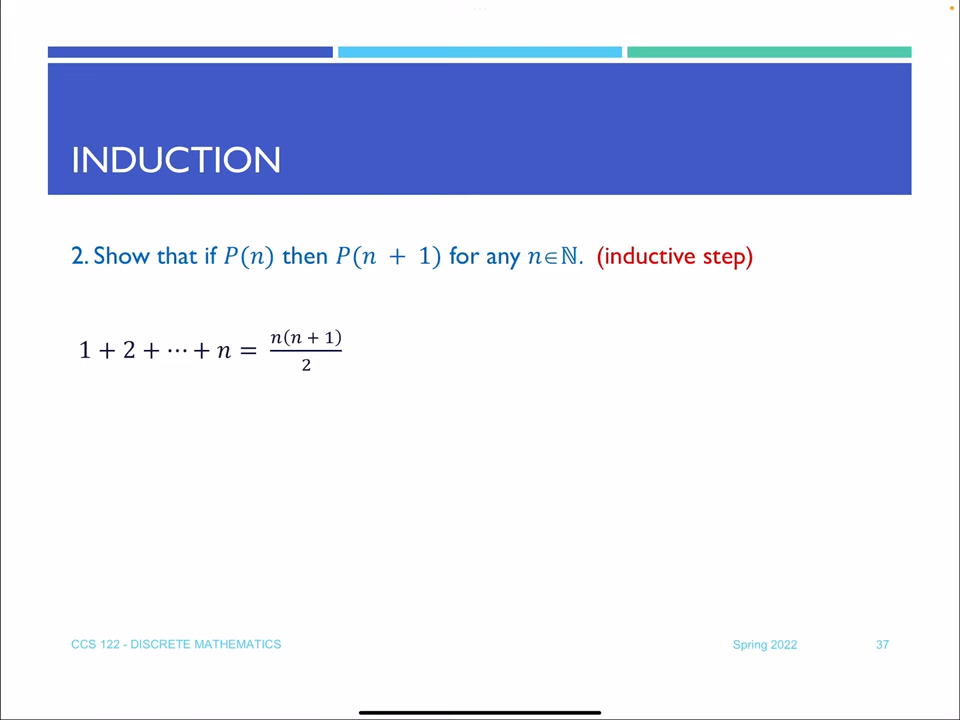 INDUCTION
2. Show that if P(n) then P(n + 1) for any n∈ℕ. (inductive step)
1 + 2 + ⋯ + n = n(n + 1)/2
CCS 122 - DISCRETE MATHEMATICS Spring 2022 37